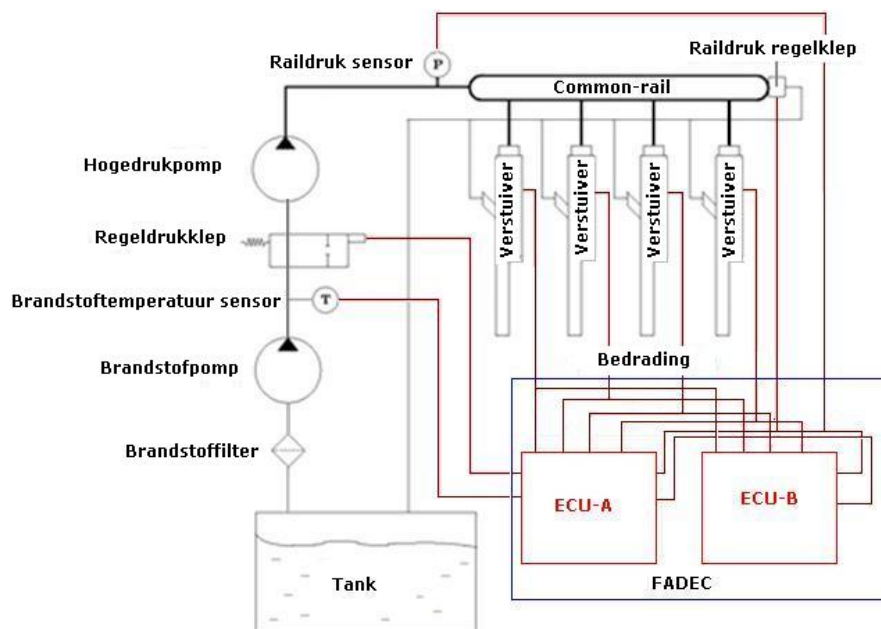 Raildruk regelklep
Raildruk sensor
P
Common-rail
Hogedrukpomp
Verstuiver
Verstuiver
Verstuiver
Verstuiver
Regeldrukklep
Brandstoftemperatuur sensor
T
Brandstofpomp
Bedrading
Brandstoffilter
ECU-A
ECU-B
Tank
FADEC